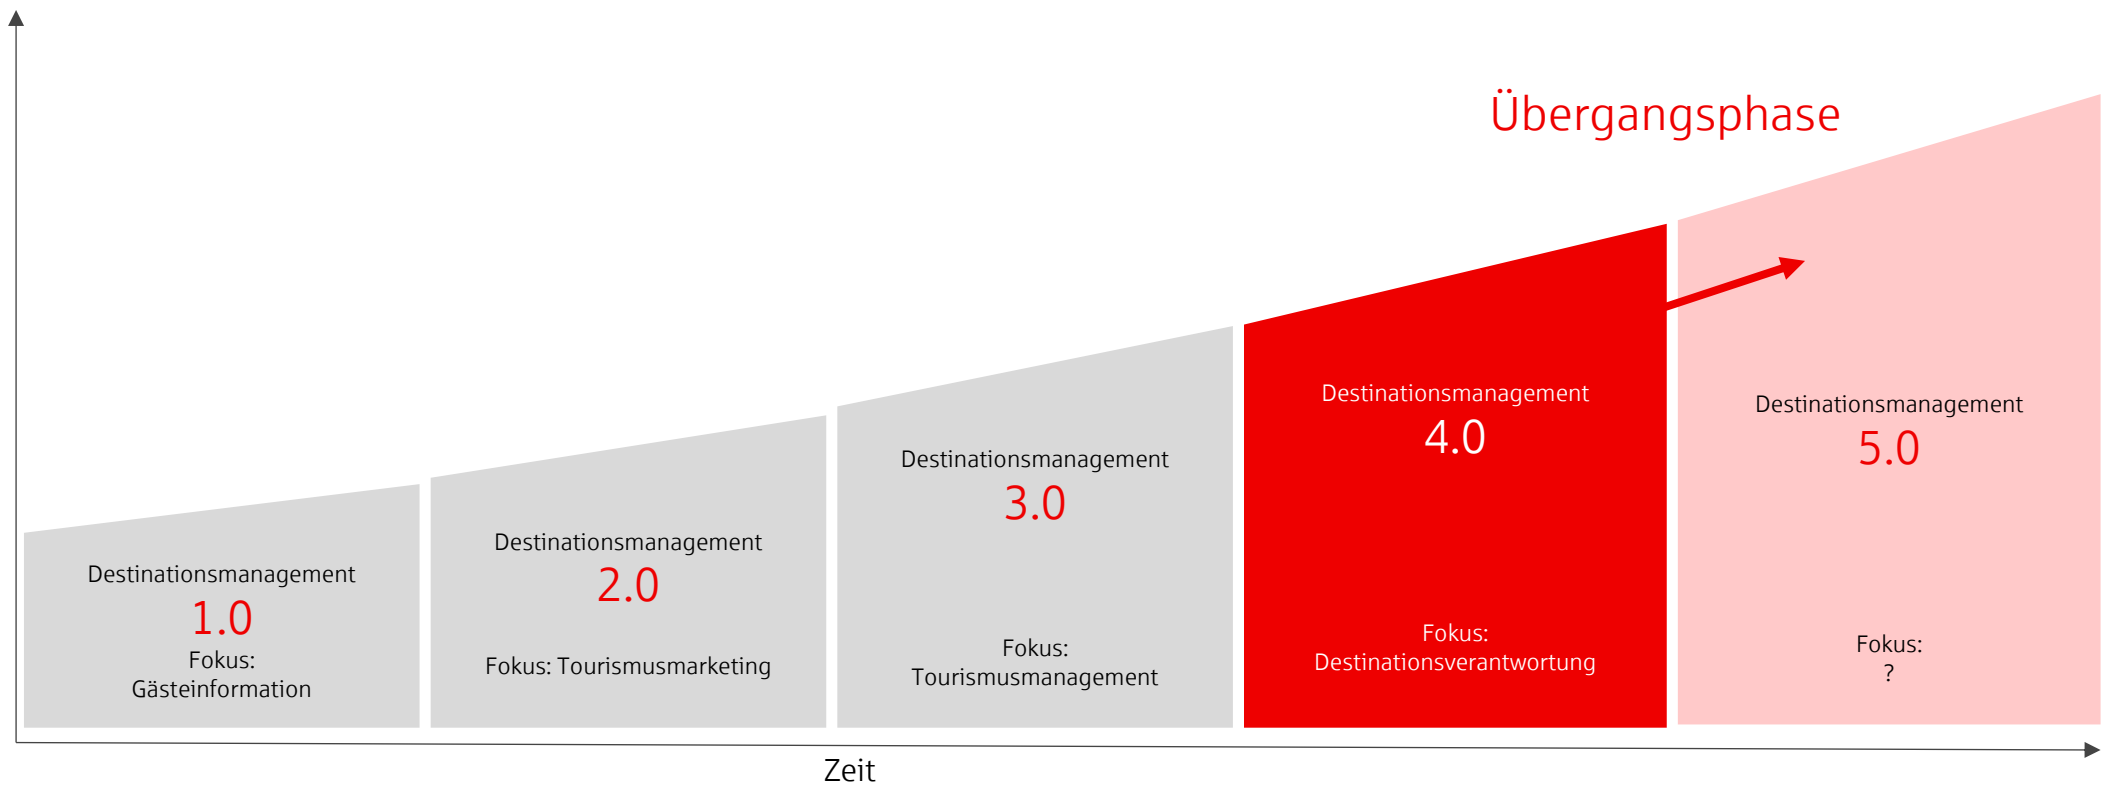 Übergangsphase
Destinationsmanagement
1.0
Fokus:
Gästeinformation
Destinationsmanagement
2.0
Fokus: Tourismusmarketing
Destinationsmanagement
3.0
Fokus:
Tourismusmanagement
Destinationsmanagement
4.0
Fokus:
Destinationsverantwortung
Destinationsmanagement
5.0
Fokus:
?
Zeit